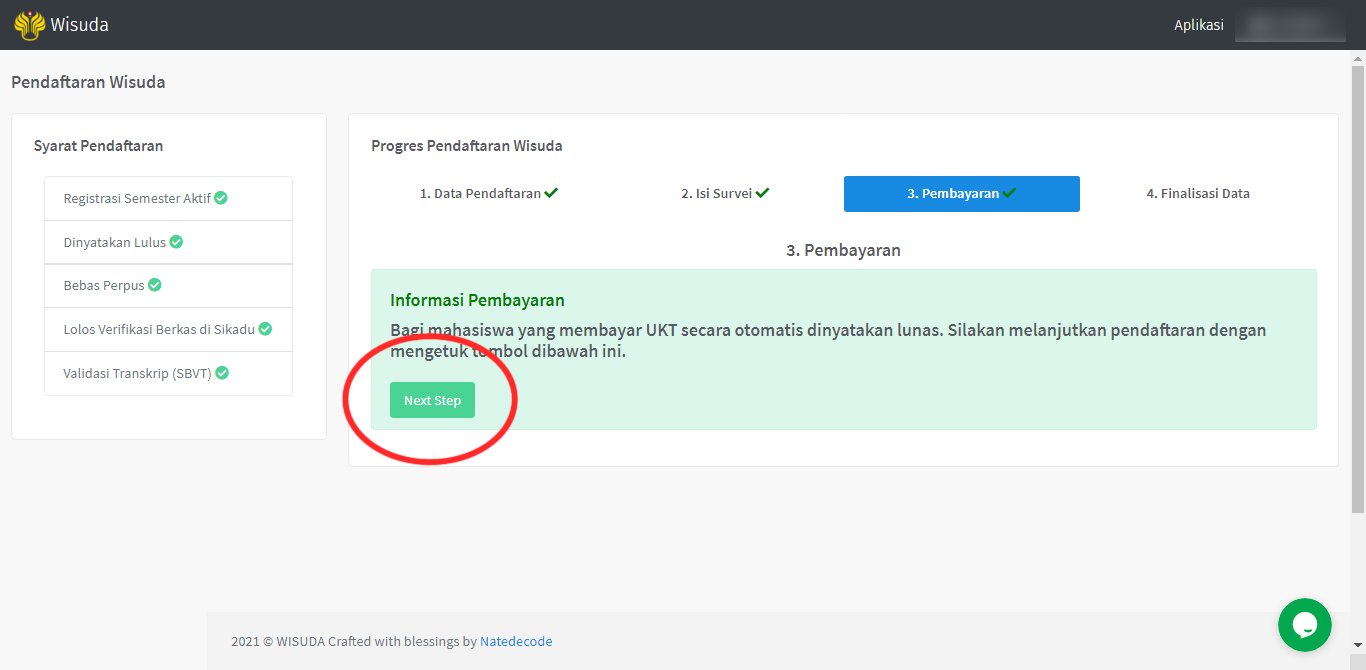 Wisuda
Aplikasi
Pendaftaran Wisuda
Syarat Pendaftaran
Registrasi Semester Aktif
Dinyatakan Lulus
Bebas Perpus
Lolos Verifikasi Berkas di Sikadu
Validasi Transkrip (SBVT)
Progres Pendaftaran Wisuda
1. Data Pendaftaran
2. Isi Survei
3. Pembayaran
4. Finalisasi Data
3. Pembayaran
Informasi Pembayaran
Bagi mahasiswa yang membayar UKT secara otomatis dinyatakan lunas. Silakan melanjutkan pendaftaran dengan
mengetuk tombol dibawah ini.
Next Step
2021 © WISUDA Crafted with blessings by Natedecode